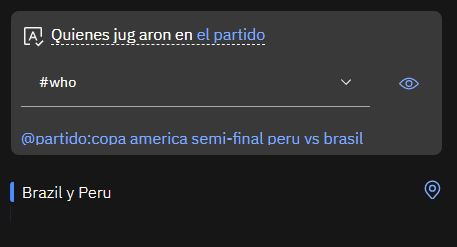 Quienes jug aron en el partido
#who
@partido:copa america semi-final peru vs brasil
Brazil y Peru